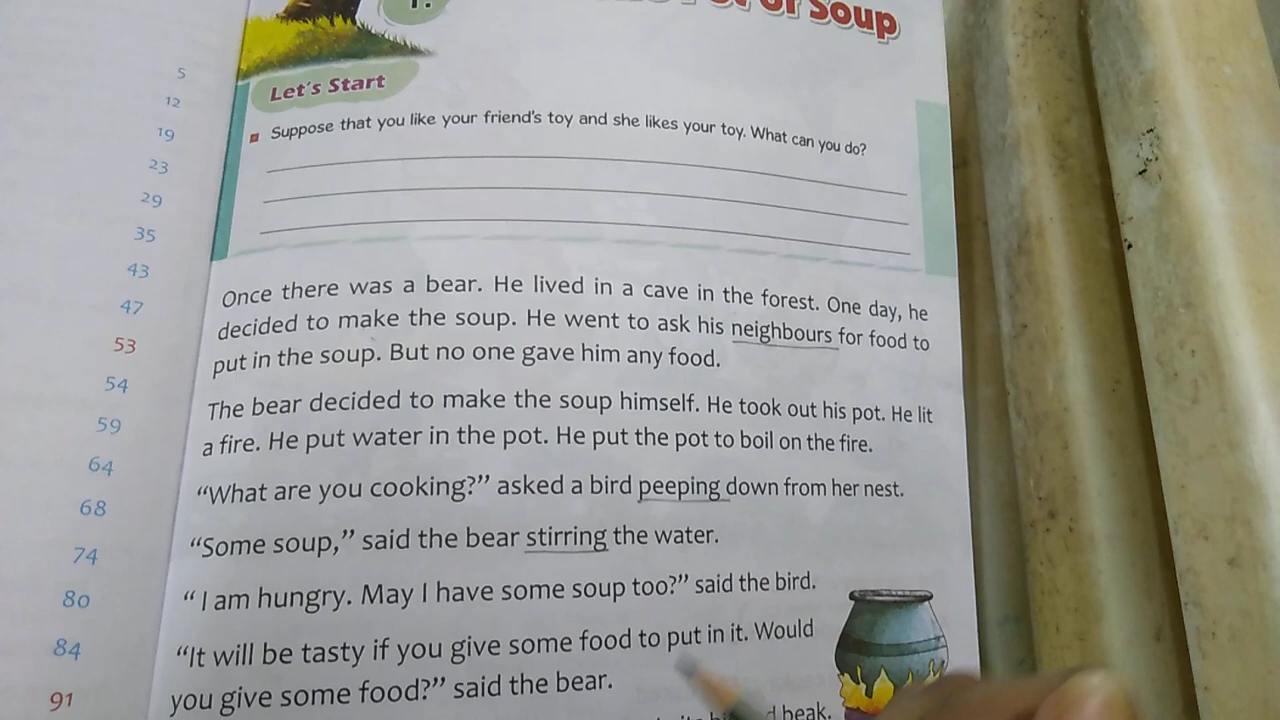 1.
of Soup
Let's Start
Suppose that you like your friend's toy and she likes your toy. What can you do?
Once there was a bear. He lived in a cave in the forest. One day, he
decided to make the soup. He went to ask his neighbours for food to
put in the soup. But no one gave him any food.
The bear decided to make the soup himself. He took out his pot. He lit
a fire. He put water in the pot. He put the pot to boil on the fire.
“What are you cooking?” asked a bird peeping down from her nest.
“Some soup,” said the bear stirring the water.
“ I am hungry. May I have some soup too?” said the bird.
“It will be tasty if you give some food to put in it. Would
you give some food?” said the bear.
beak.
5
12
19
23
29
35
43
47
53
54
59
64
68
74
80
84
91